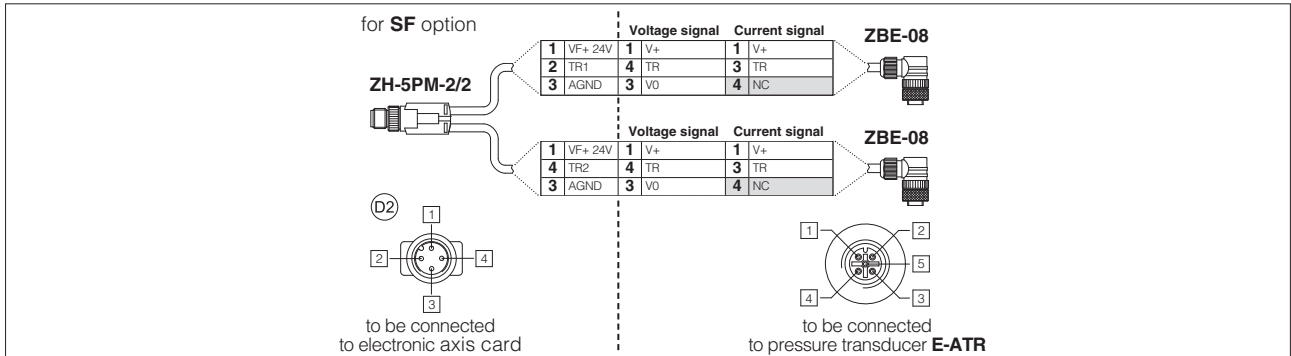 for SF option
Voltage signal Current signal ZBE-08
1 VF+ 24V 1 V+ 1 V+
2 TR1 4 TR 3 TR
3 AGND 3 V0 4 NC
ZH-5PM-2/2
Voltage signal Current signal ZBE-08
1 VF+ 24V 1 V+ 1 V+
4 TR2 4 TR 3 TR
3 AGND 3 V0 4 NC
D2
1
2 4
3
to be connected
to electronic axis card
1 2
5
4 3
to be connected
to pressure transducer E-ATR